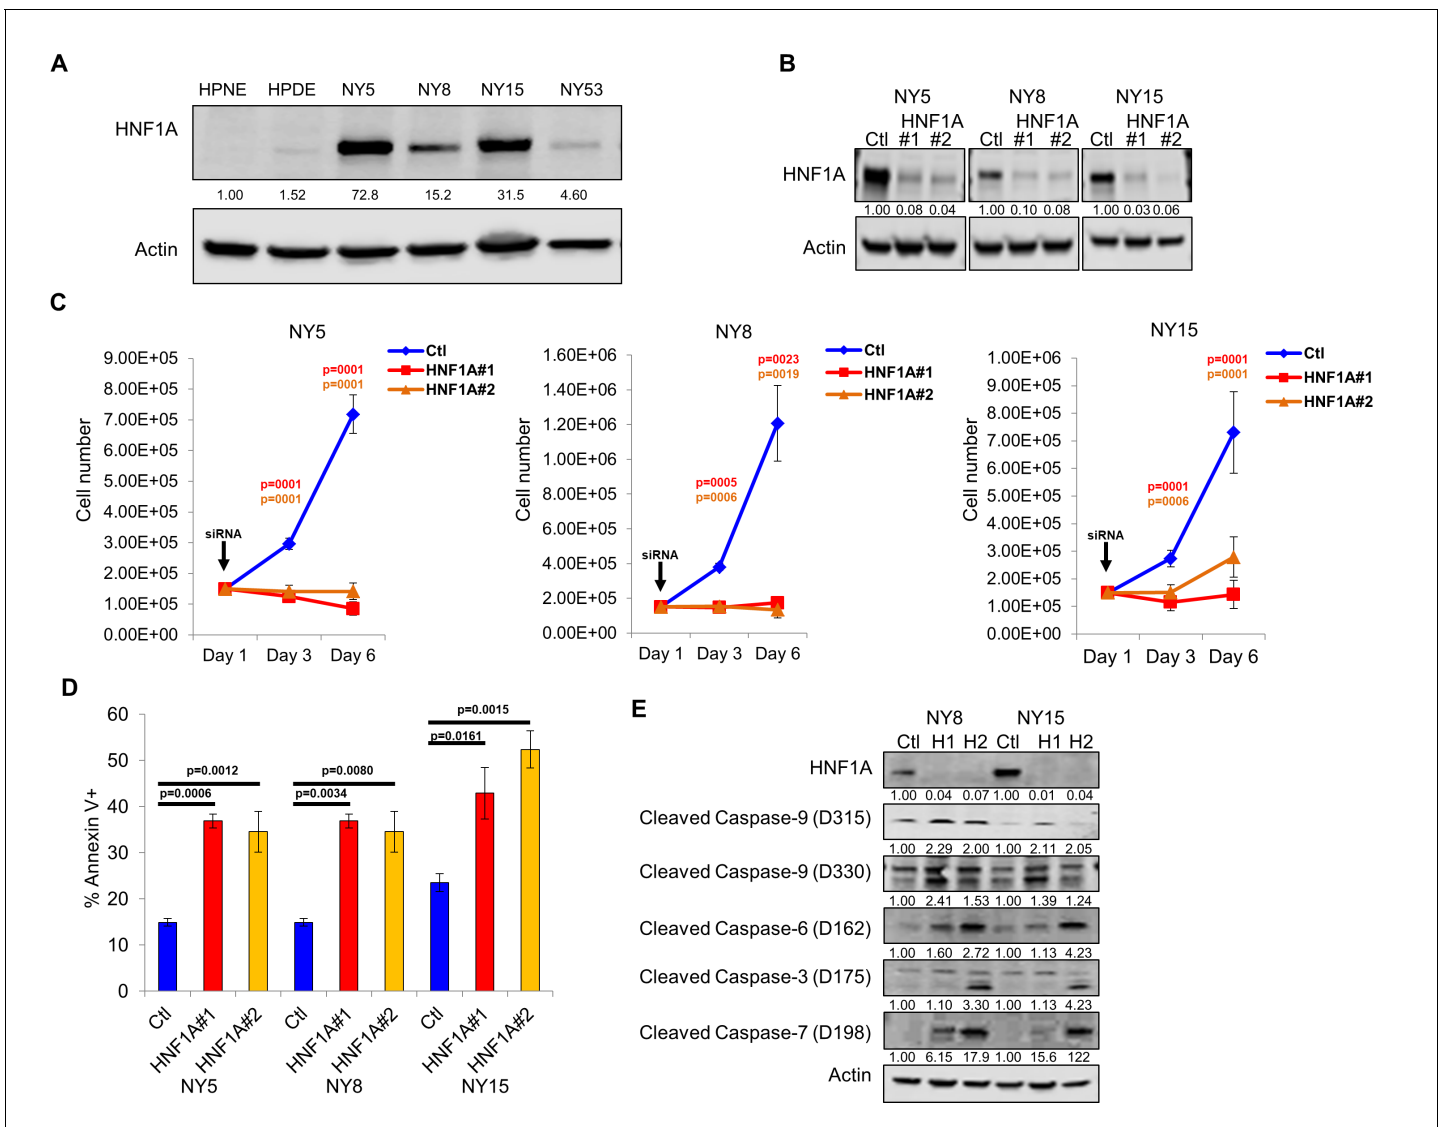 A
HPNE HPDE NY5 NY8 NY15 NY53
HNF1A
1.00 1.52 72.8 15.2 31.5 4.60
Actin
B
NY5 NY8 NY15
HNF1A HNF1A HNF1A
Ctl #1 #2 Ctl #1 #2 Ctl #1 #2
HNF1A
1.00 0.08 0.04 1.00 0.10 0.08 1.00 0.03 0.06
Actin
C
NY5
Cell number
9.00E+05
8.00E+05
7.00E+05
6.00E+05
5.00E+05
4.00E+05
3.00E+05
2.00E+05
1.00E+05
0.00E+00
Day 1 Day 3 Day 6
siRNA
p=0001
p=0001
p=0001
p=0001
Ctl
HNF1A#1
HNF1A#2
NY8
Cell number
1.60E+06
1.40E+06
1.20E+06
1.00E+06
8.00E+05
6.00E+05
4.00E+05
2.00E+05
0.00E+00
Day 1 Day 3 Day 6
siRNA
p=0005
p=0006
p=0023
p=0019
Ctl
HNF1A#1
HNF1A#2
NY15
Cell number
1.00E+06
9.00E+05
8.00E+05
7.00E+05
6.00E+05
5.00E+05
4.00E+05
3.00E+05
2.00E+05
1.00E+05
0.00E+00
Day 1 Day 3 Day 6
siRNA
p=0001
p=0006
p=0001
p=0001
Ctl
HNF1A#1
HNF1A#2
D
% Annexin V+
60
50
40
30
20
10
0
p=0.0012
p=0.0006
p=0.0080
p=0.0034
p=0.0015
p=0.0161
Ctl HNF1A#1 HNF1A#2 Ctl HNF1A#1 HNF1A#2 Ctl HNF1A#1 HNF1A#2
NY5 NY8 NY15
E
NY8 NY15
Ctl H1 H2 Ctl H1 H2
HNF1A
1.00 0.04 0.07 1.00 0.01 0.04
Cleaved Caspase-9 (D315)
1.00 2.29 2.00 1.00 2.11 2.05
Cleaved Caspase-9 (D330)
1.00 2.41 1.53 1.00 1.39 1.24
Cleaved Caspase-6 (D162)
1.00 1.60 2.72 1.00 1.13 4.23
Cleaved Caspase-3 (D175)
1.00 1.10 3.30 1.00 1.13 4.23
Cleaved Caspase-7 (D198)
1.00 6.15 17.9 1.00 15.6 122
Actin